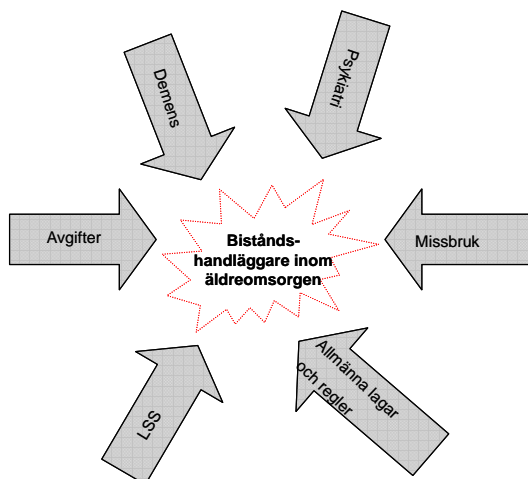 Demens
Psykiatri
Avgifter
Bistånds-
handläggare inom
äldreomsorgen
Missbruk
LSS
Allmänna lagar
och regler